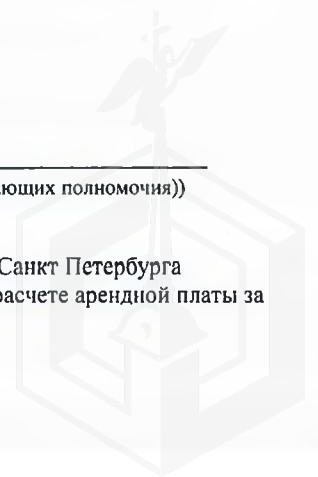 ющих полномочия))
Санкт Петербурга
расчете арендной платы за